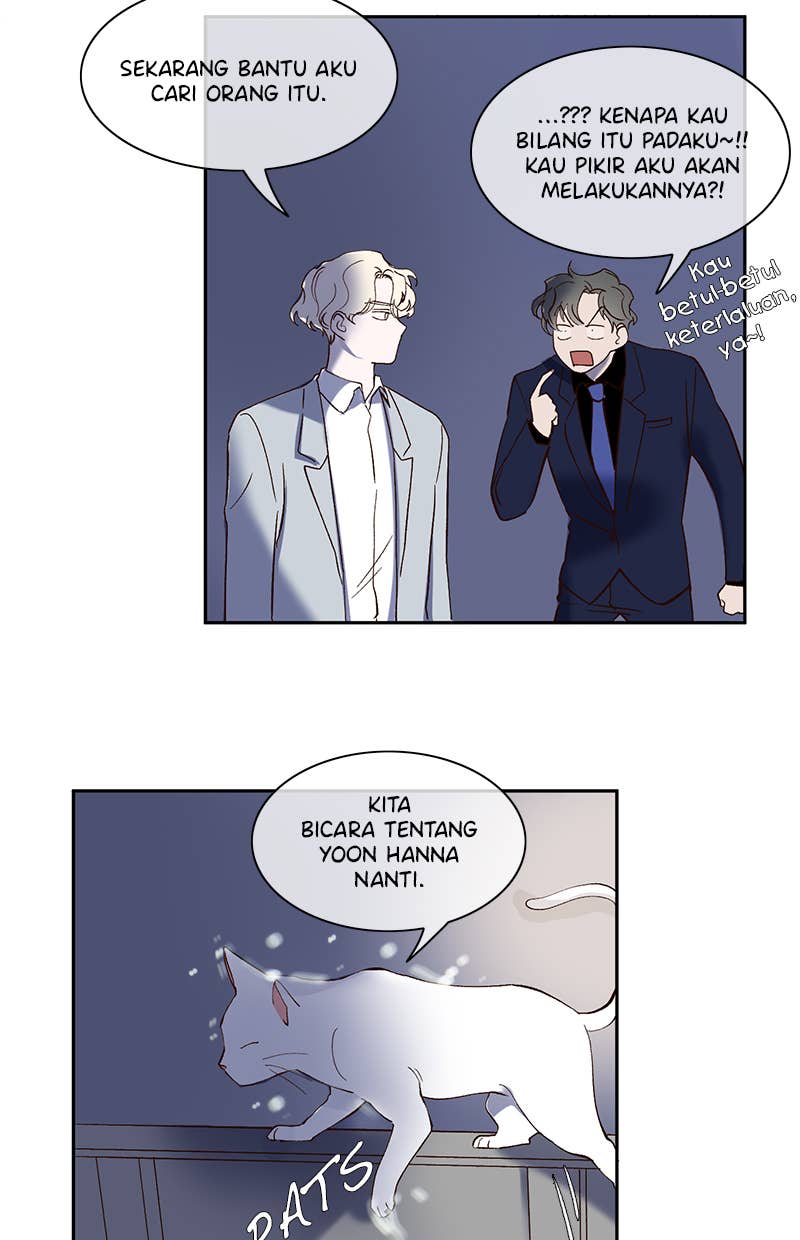 SEKARANG BANTU AKU
CARI ORANG ITU.
...??? KENAPA KAU
BILANG ITU PADAKU~!!
KAU PIKIR AKU AKAN
MELAKUKANNYA?!
Kau
betul-betul
keterlaluan,
ya~!
KITA
BICARA TENTANG
YOON HANNA
NANTI.
PATS